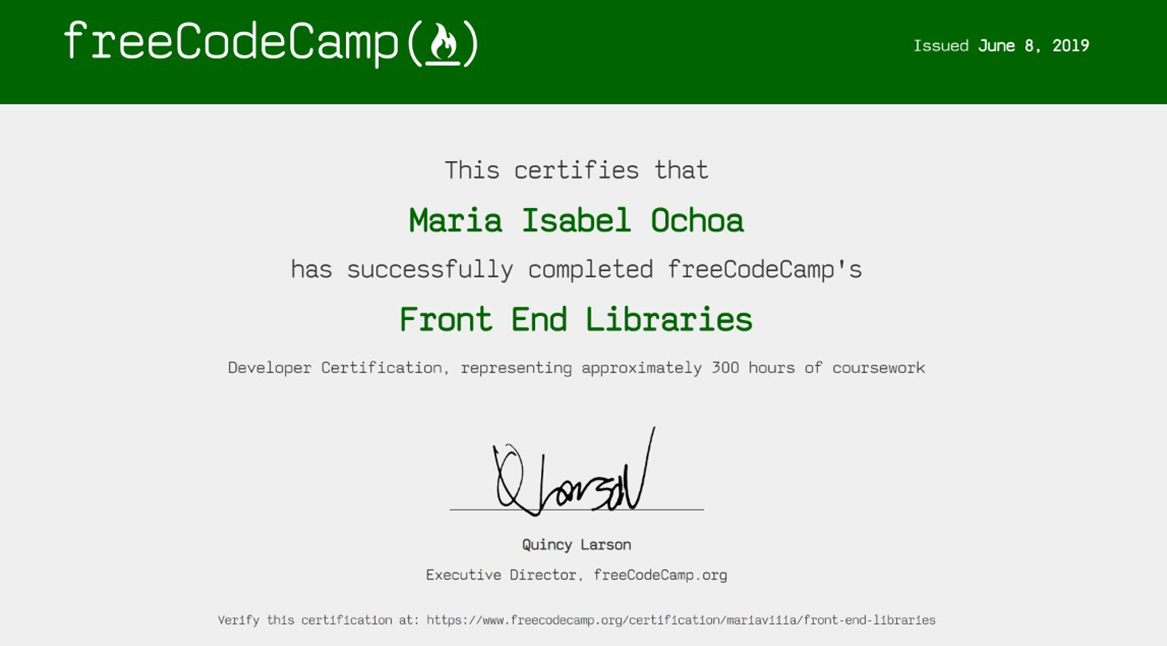 freeCodeCamp(🔥)
Issued June 8, 2019
This certifies that
Maria Isabel Ochoa
has successfully completed freeCodeCamp's
Front End Libraries
Developer Certification, representing approximately 300 hours of coursework
Q Larson
Quincy Larson
Executive Director, freeCodeCamp.org
Verify this certification at: https://www.freecodecamp.org/certification/mariaviiia/front-end-libraries